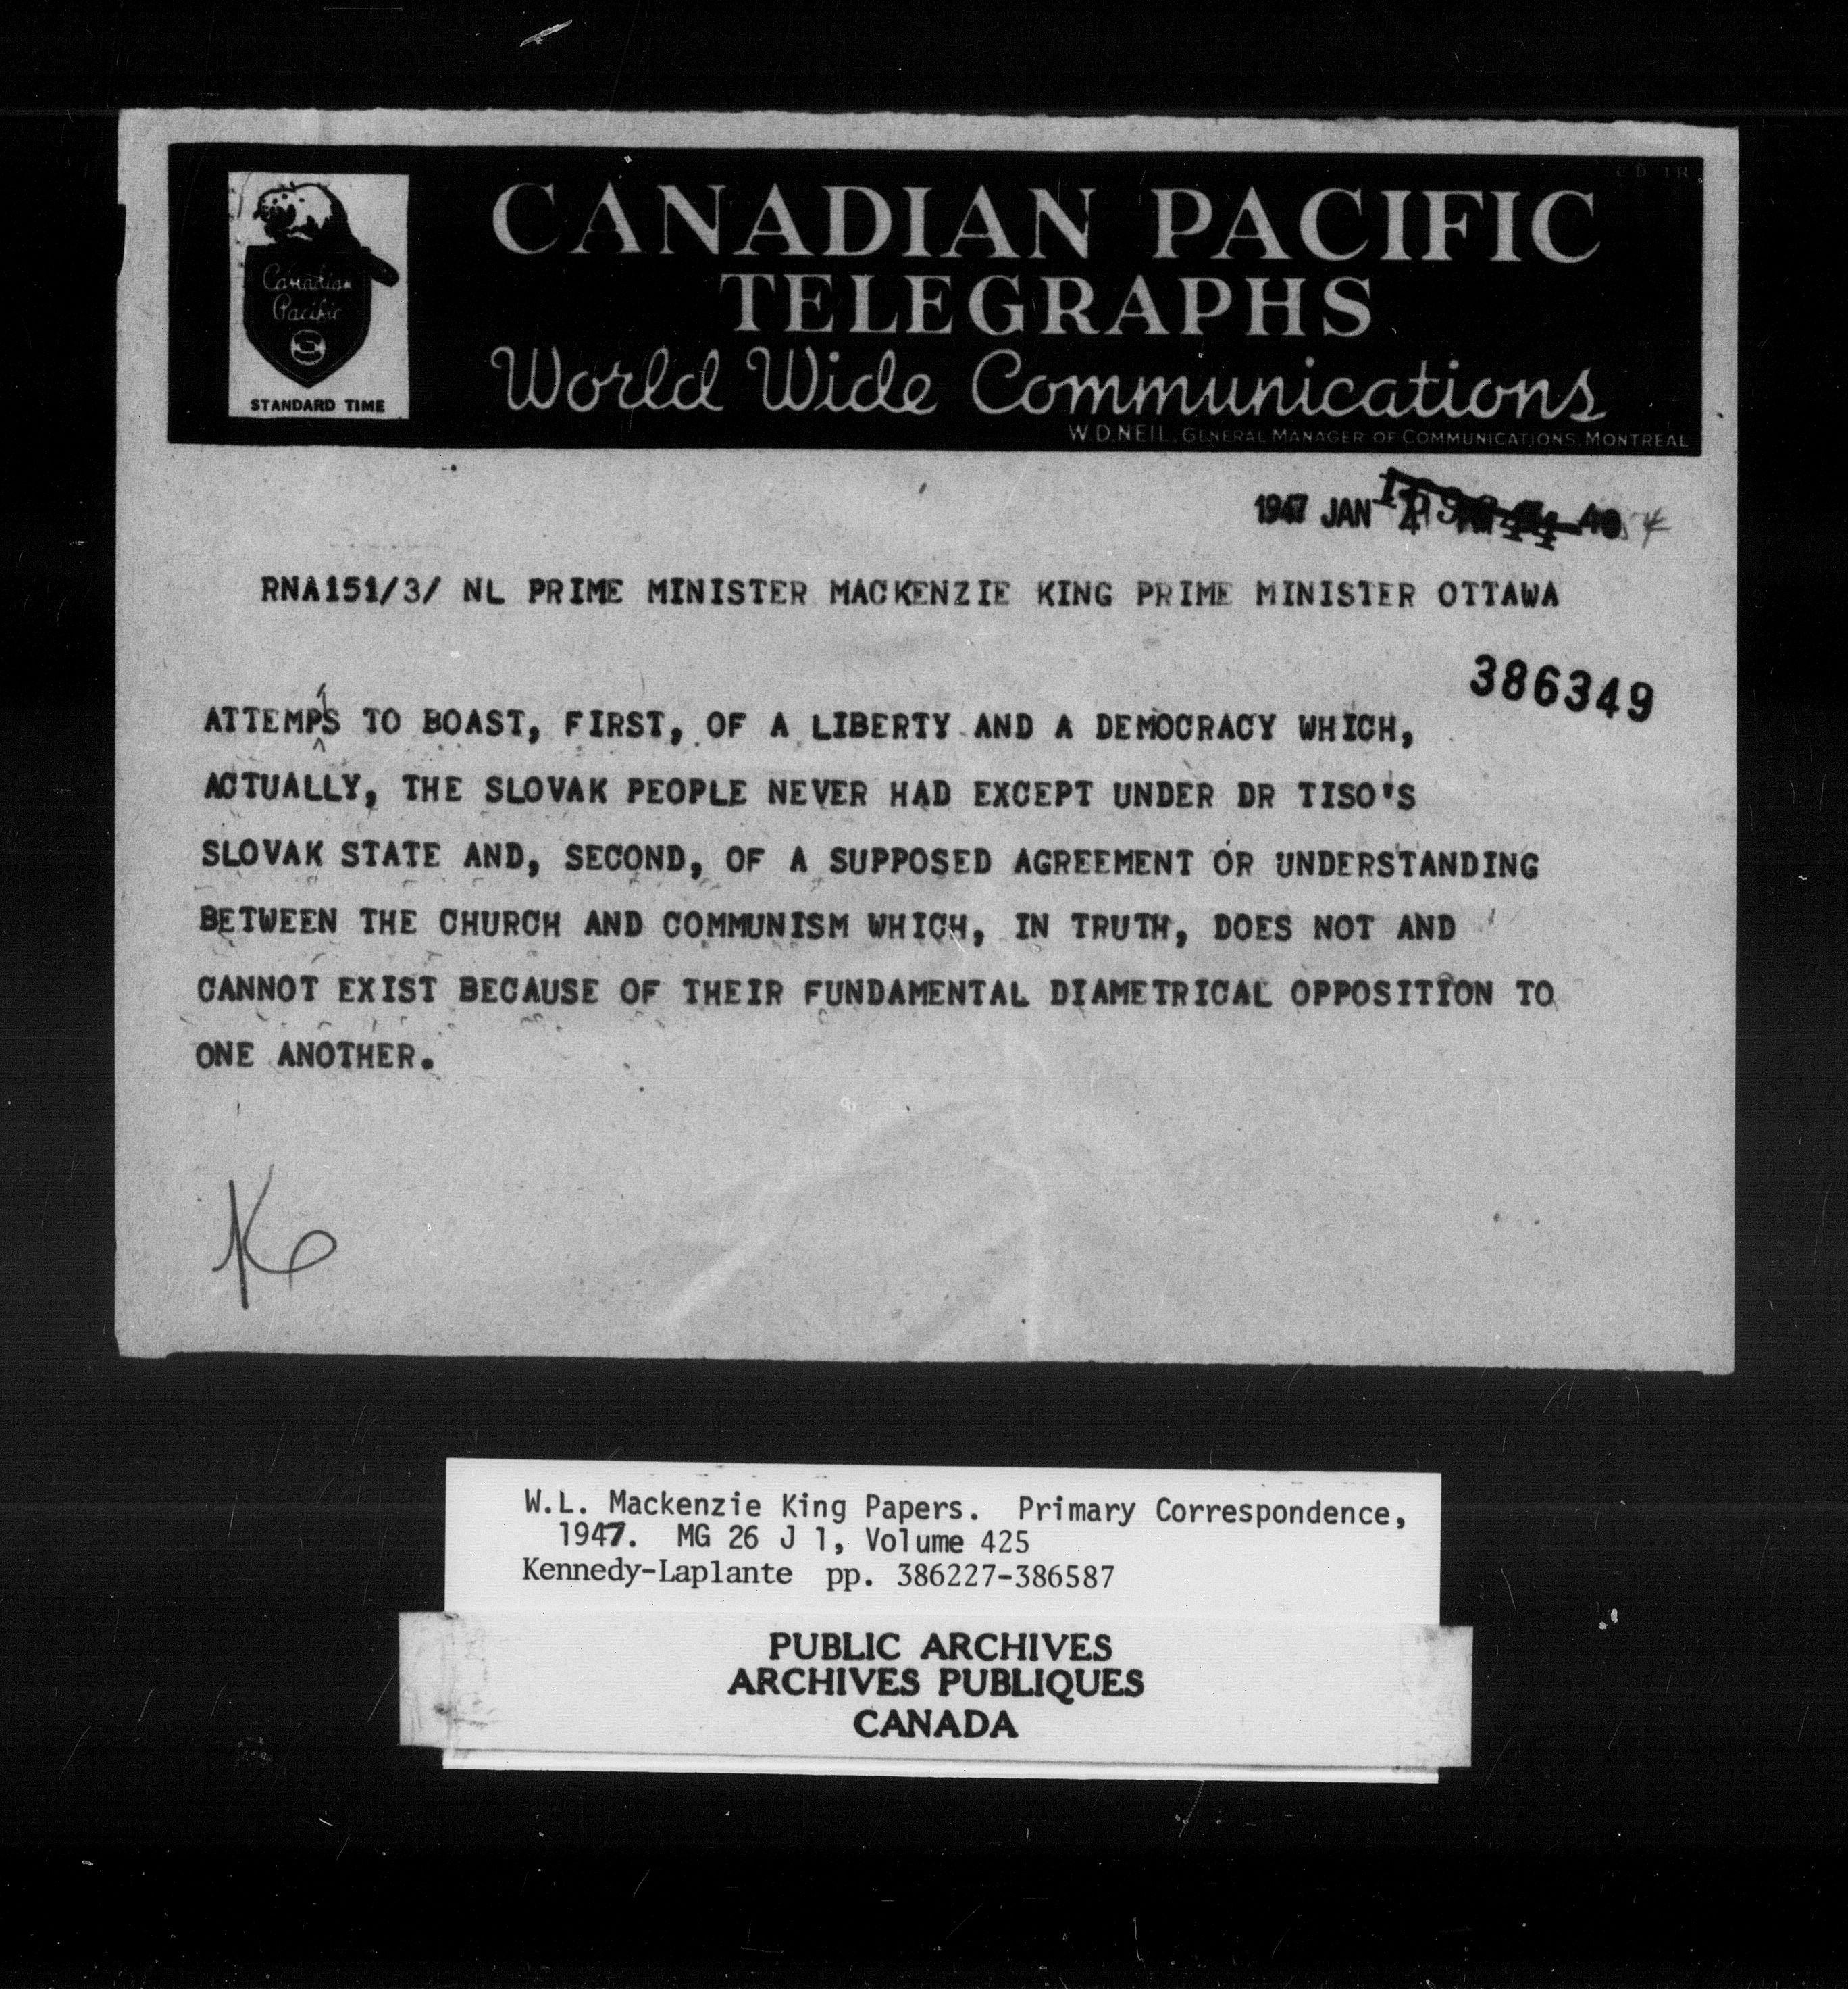 CD 1R
CANADIAN PACIFIC
TELEGRAPHS
World Wide Communications
W.D.NEIL, GENERAL MANAGER OF COMMUNICATIONS, MONTREAL
Canadian
Pacific
STANDARD TIME
1947 JAN
RNA151/3/ NL PRIME MINISTER MACKENZIE KING PRIME MINISTER OTTAWA
386349
ATTEMPtS TO BOAST, FIRST, OF A LIBERTY AND A DEMOCRACY WHICH,
ACTUALLY, THE SLOVAK PEOPLE NEVER HAD EXCEPT UNDER DR TISO'S
SLOVAK STATE AND, SECOND, OF A SUPPOSED AGREEMENT OR UNDERSTANDING
BETWEEN THE CHURCH AND COMMUNISM WHICH, IN TRUTH, DOES NOT AND
CANNOT EXIST BECAUSE OF THEIR FUNDAMENTAL DIAMETRICAL OPPOSITION TO
ONE ANOTHER.
K
W.L. Mackenzie King Papers. Primary Correspondence,
1947. MG 26 J 1, Volume 425
Kennedy-Laplante pp. 386227-386587
PUBLIC ARCHIVES
ARCHIVES PUBLIQUES
CANADA